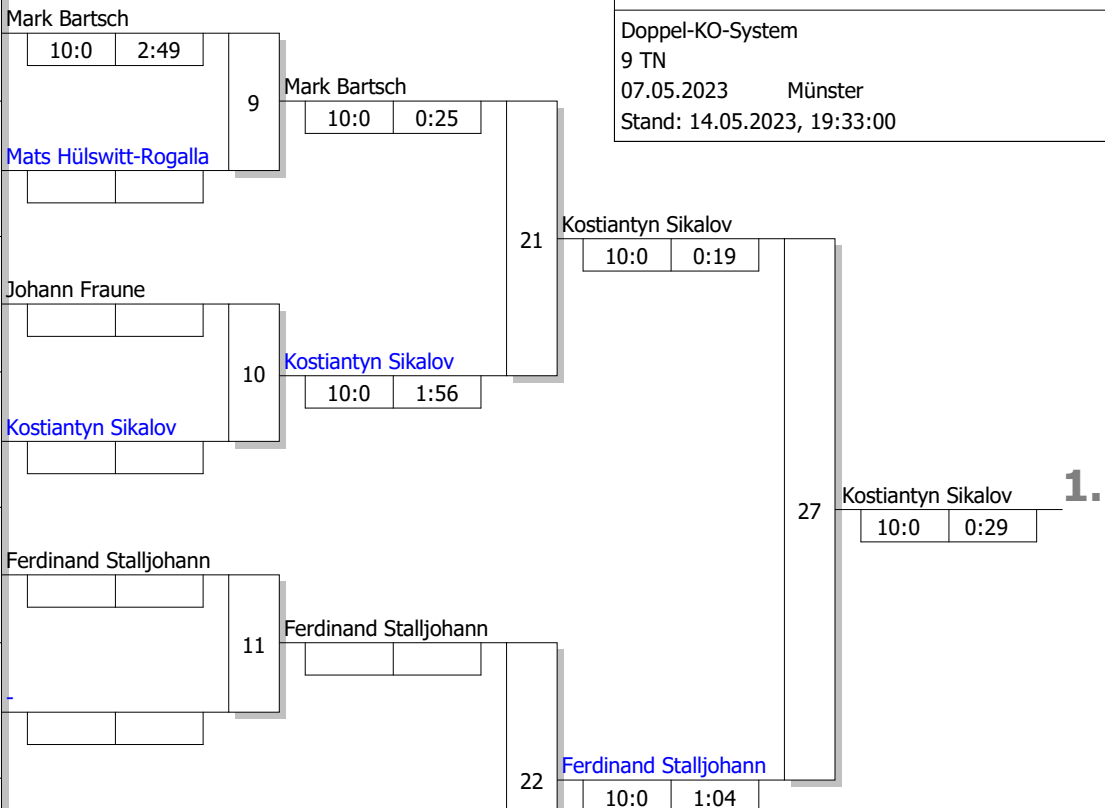 Doppel-KO-System
9 TN
07.05.2023 Münster
Stand: 14.05.2023, 19:33:00
Mark Bartsch
10:0 2:49
9
Mats Hülswitt-Rogalla
Mark Bartsch
10:0 0:25
21
Johann Fraune
10
Kostiantyn Sikalov
Kostiantyn Sikalov
10:0 1:56
Kostiantyn Sikalov
10:0 0:19
27
Kostiantyn Sikalov 1.
10:0 0:29
Ferdinand Stalljohann
11
-
Ferdinand Stalljohann
22
Ferdinand Stalljohann
10:0 1:04